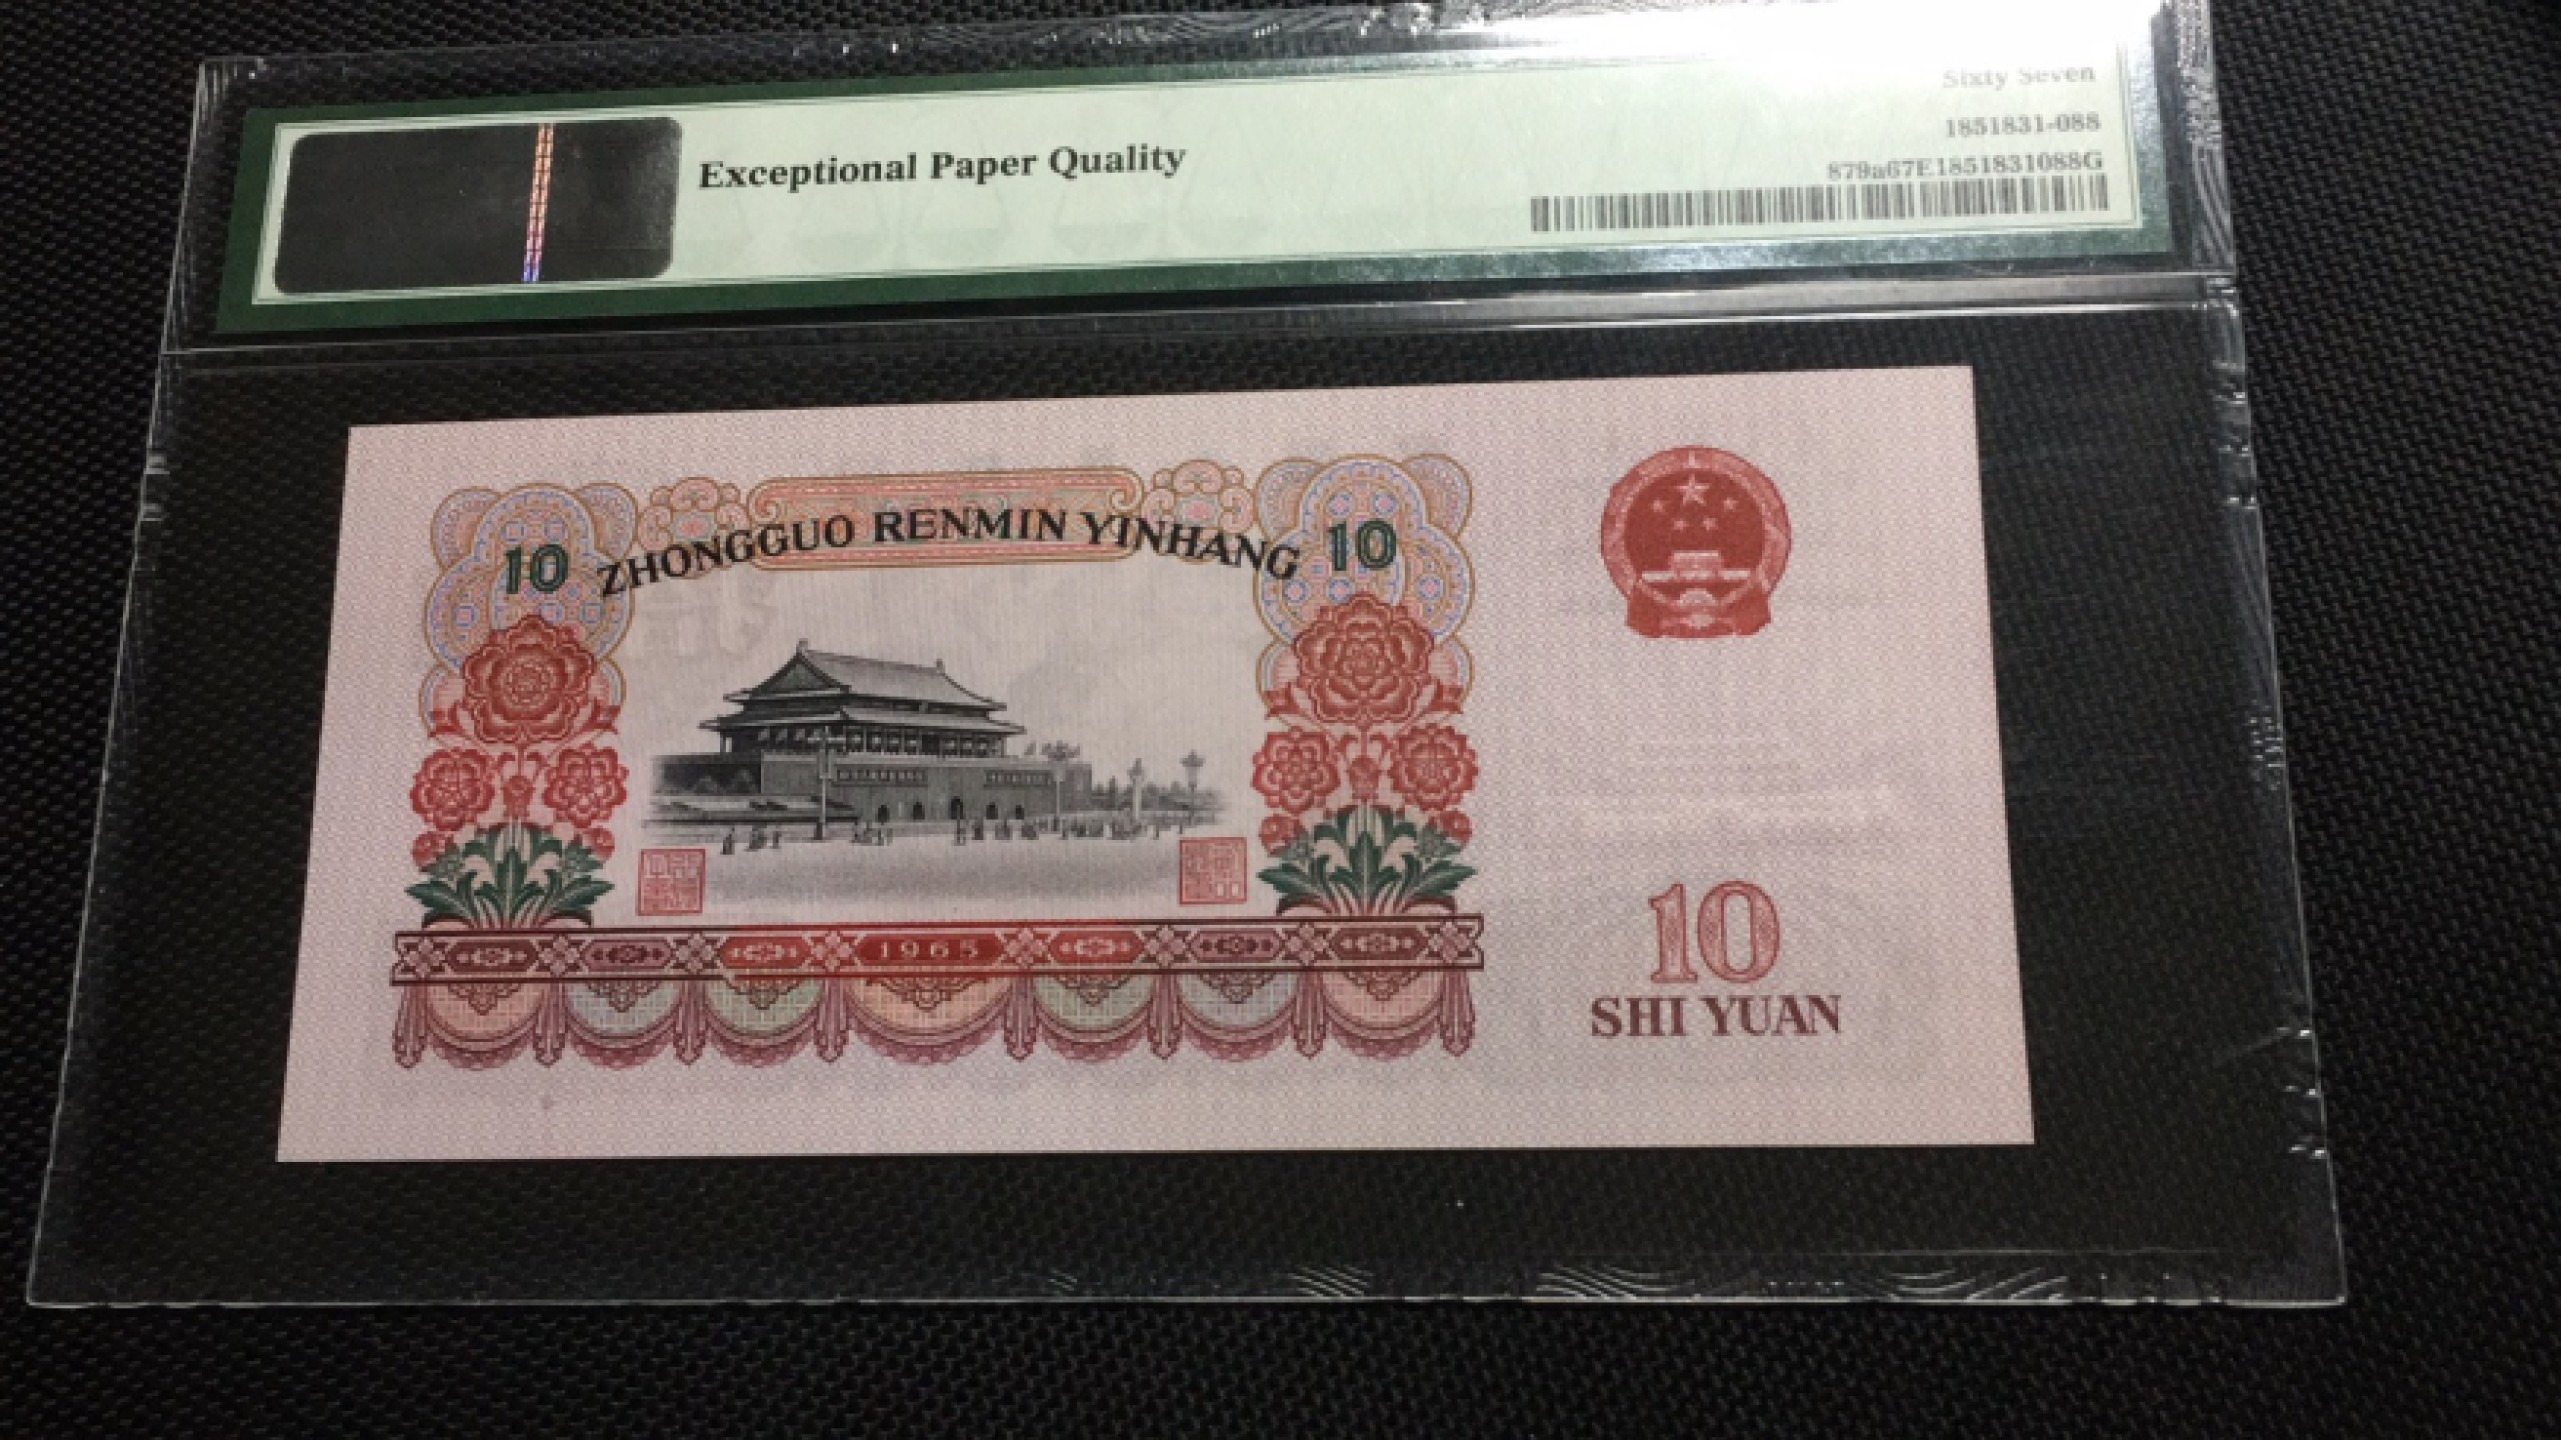 Sixty Seven
1851831-088
879a67E1851831088G
Exceptional Paper Quality
10 ZHONGGUO RENMIN YINHANG 10
1965
10
SHI YUAN